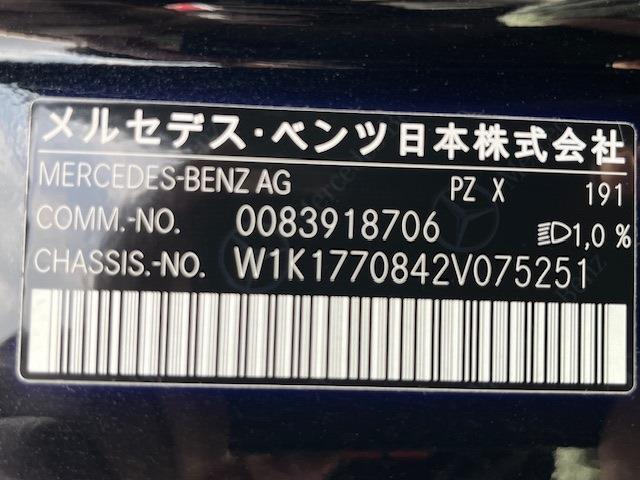 メルセデス・ベンツ日本株式会社
MERCEDES-BENZ AG PZ X 191
COMM.-NO. 0083918706 1,0 %
CHASSIS.-NO. W1K1770842V075251